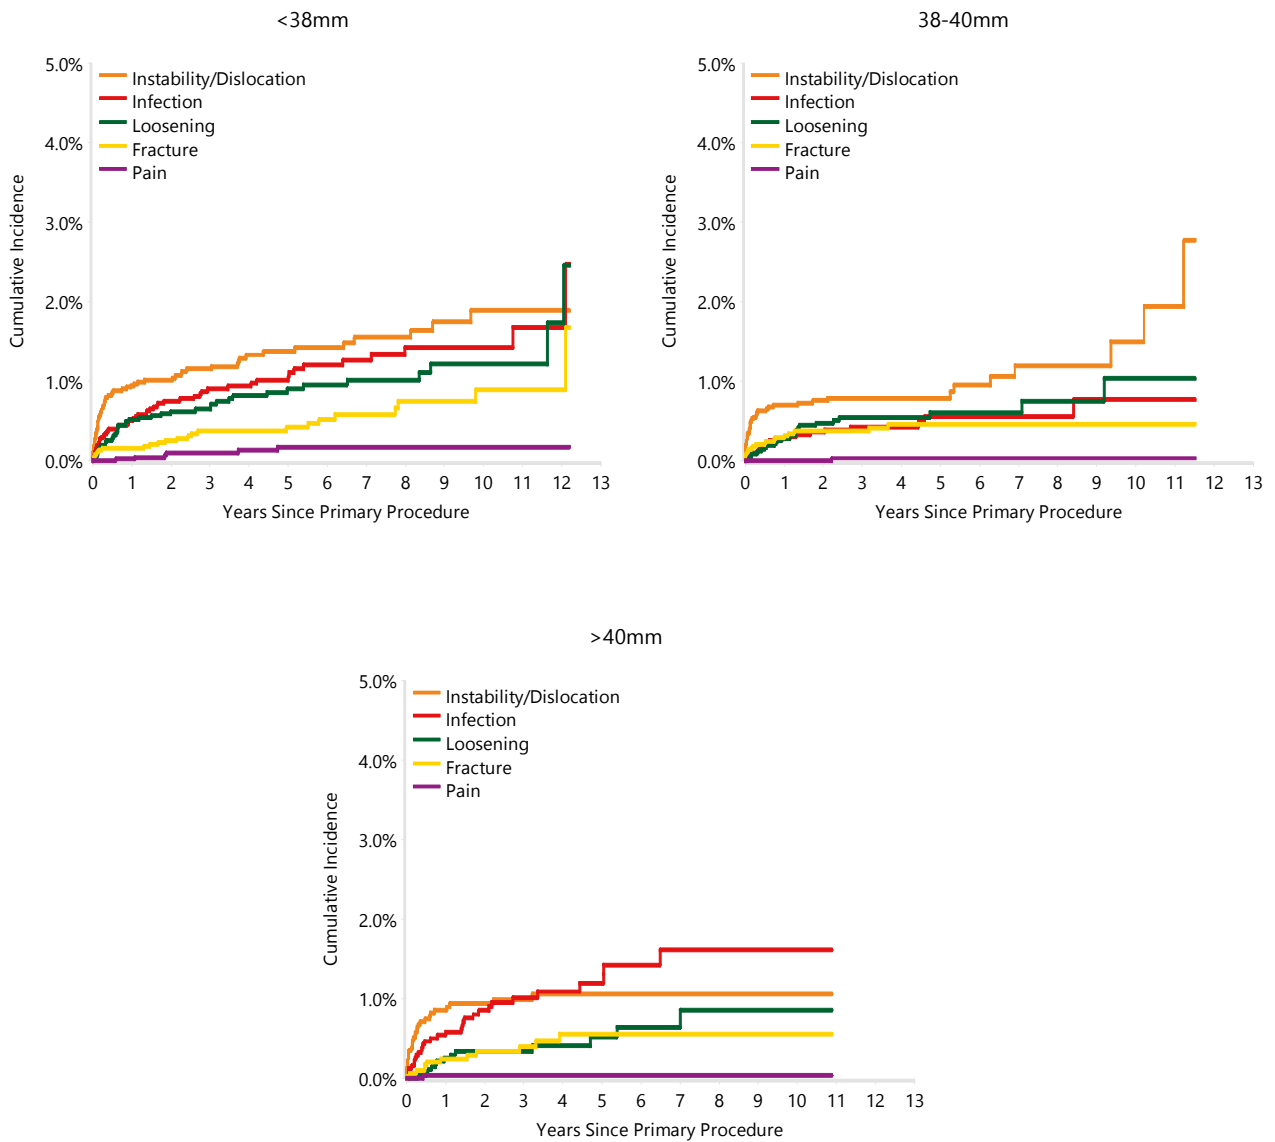 <38mm
5.0%
4.0%
3.0%
2.0%
1.0%
0.0%
Cumulative Incidence
Instability/Dislocation
Infection
Loosening
Fracture
Pain
0 1 2 3 4 5 6 7 8 9 10 11 12 13
Years Since Primary Procedure
38-40mm
5.0%
4.0%
3.0%
2.0%
1.0%
0.0%
Cumulative Incidence
Instability/Dislocation
Infection
Loosening
Fracture
Pain
0 1 2 3 4 5 6 7 8 9 10 11 12 13
Years Since Primary Procedure
>40mm
5.0%
4.0%
3.0%
2.0%
1.0%
0.0%
Cumulative Incidence
Instability/Dislocation
Infection
Loosening
Fracture
Pain
0 1 2 3 4 5 6 7 8 9 10 11 12 13
Years Since Primary Procedure